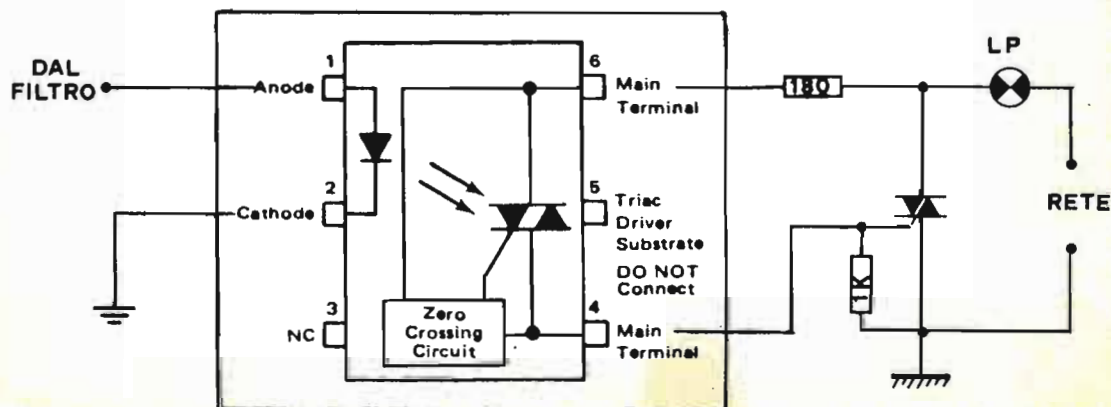 DAL
FILTRO
1
Anode
2
Cathode
3
NC
Zero
Crossing
Circuit
6
Main
Terminal
5
Triac
Driver
Substrate
DO NOT
Connect
4
Main
Terminal
180
1K
LP
RETE